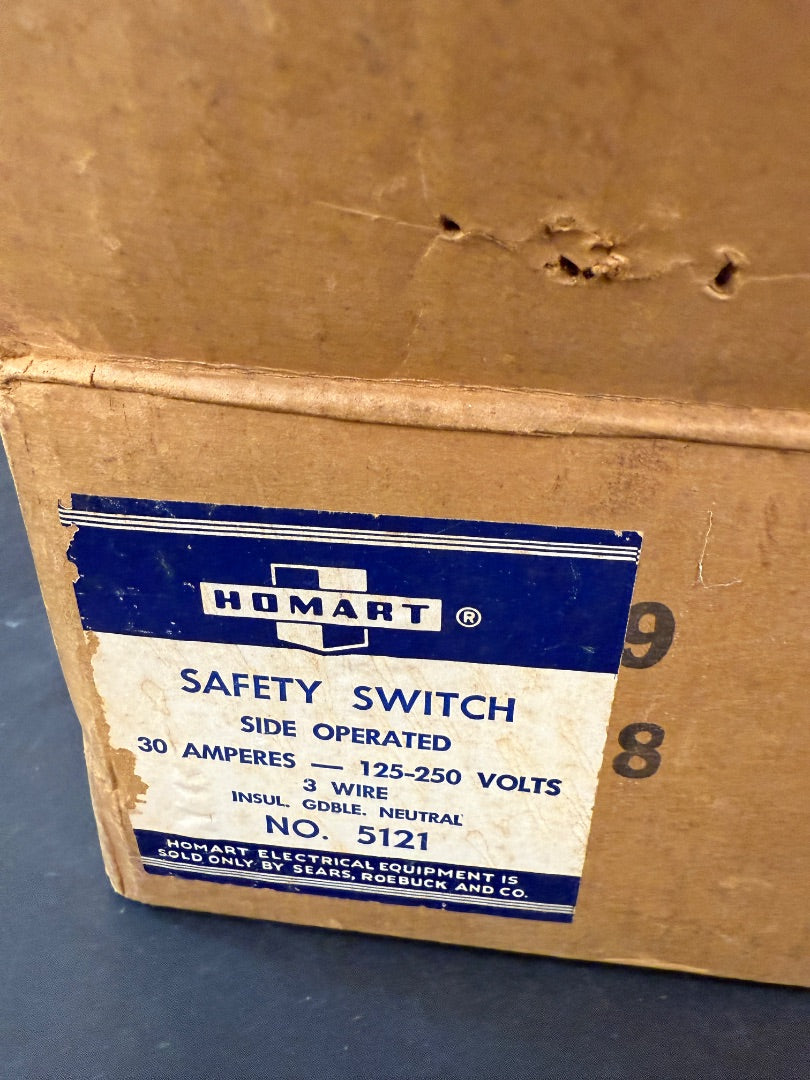 HOMART ®
SAFETY SWITCH
SIDE OPERATED
30 AMPERES — 125-250 VOLTS
3 WIRE
INSUL. GDBLE. NEUTRAL
NO. 5121
HOMART ELECTRICAL EQUIPMENT IS
SOLD ONLY BY SEARS, ROEBUCK AND CO.
9
8